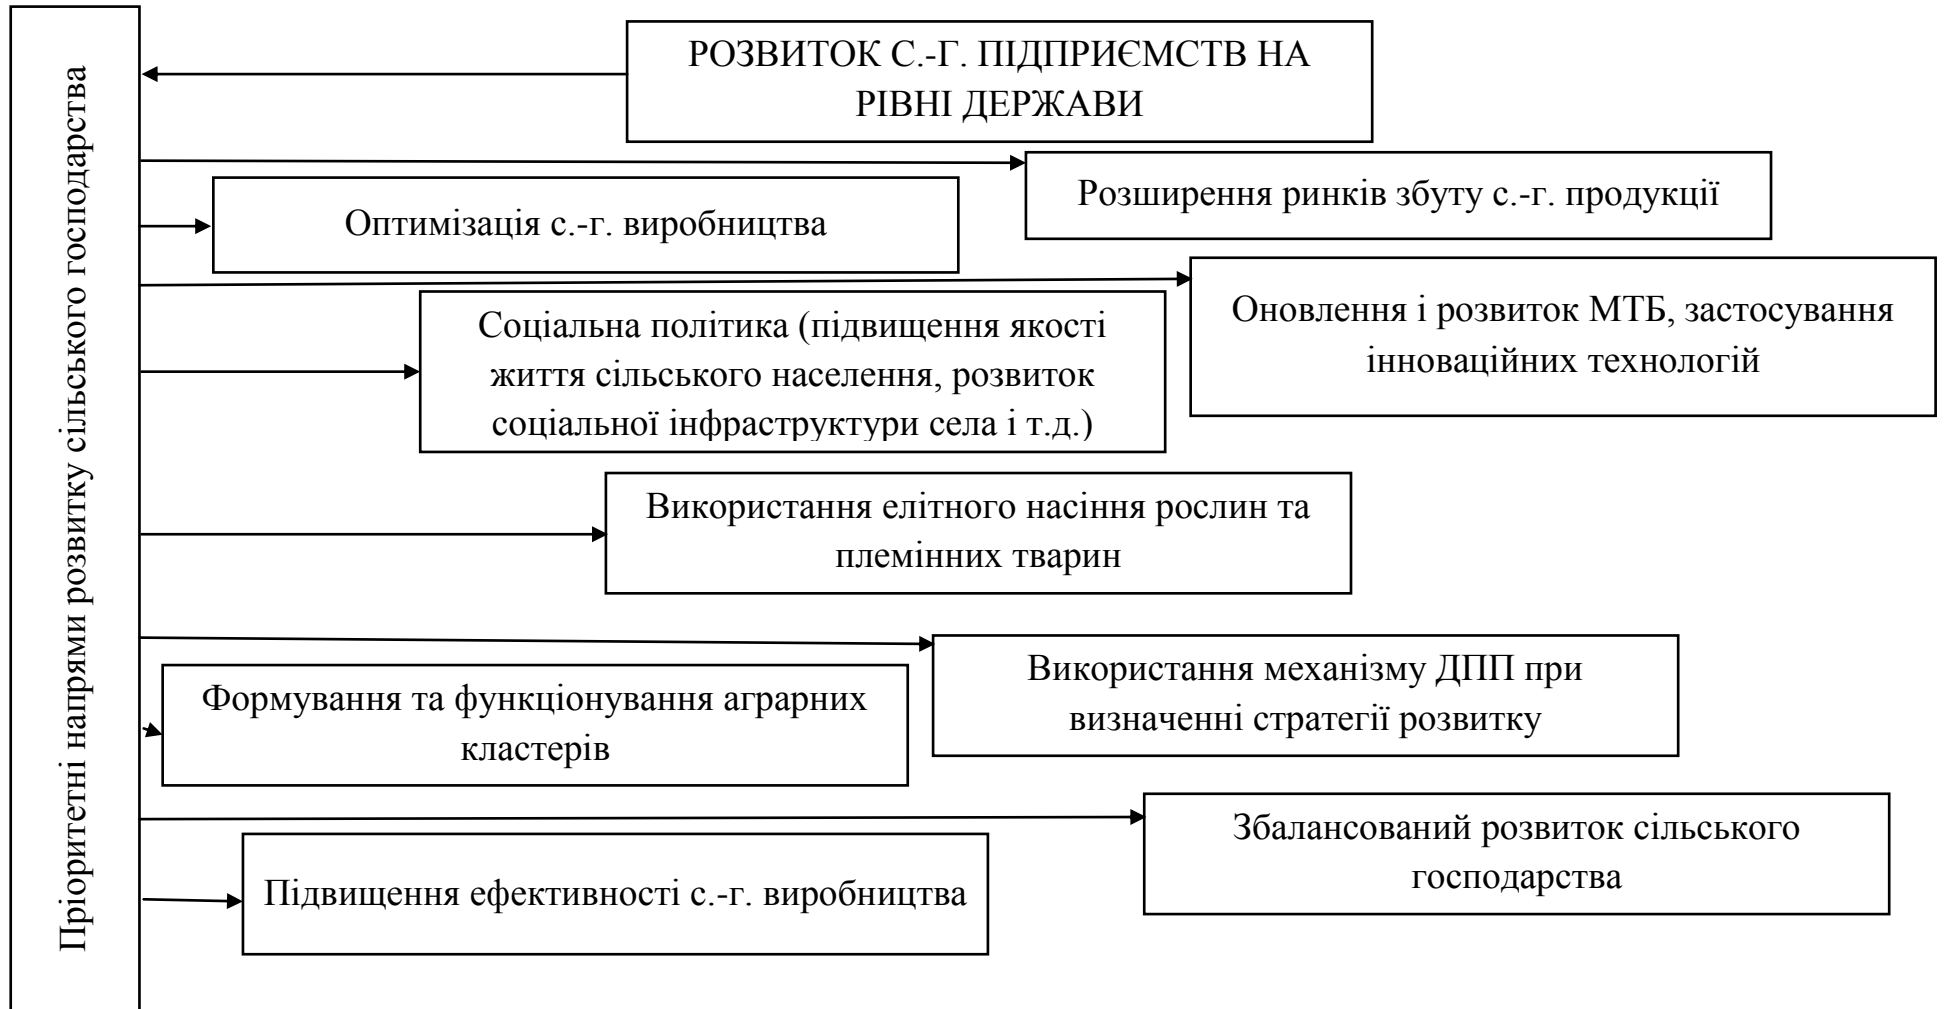 Пріоритетні напрями розвитку сільського господарства
РОЗВИТОК С.-Г. ПІДПРИЄМСТВ НА
РІВНІ ДЕРЖАВИ
Розширення ринків збуту с.-г. продукції
Оптимізація с.-г. виробництва
Оновлення і розвиток МТБ, застосування
інноваційних технологій
Соціальна політика (підвищення якості
життя сільського населення, розвиток
соціальної інфраструктури села і т.д.)
Використання елітного насіння рослин та
племінних тварин
Використання механізму ДПП при
визначенні стратегії розвитку
Формування та функціонування аграрних
кластерів
Збалансований розвиток сільського
господарства
Підвищення ефективності с.-г. виробництва